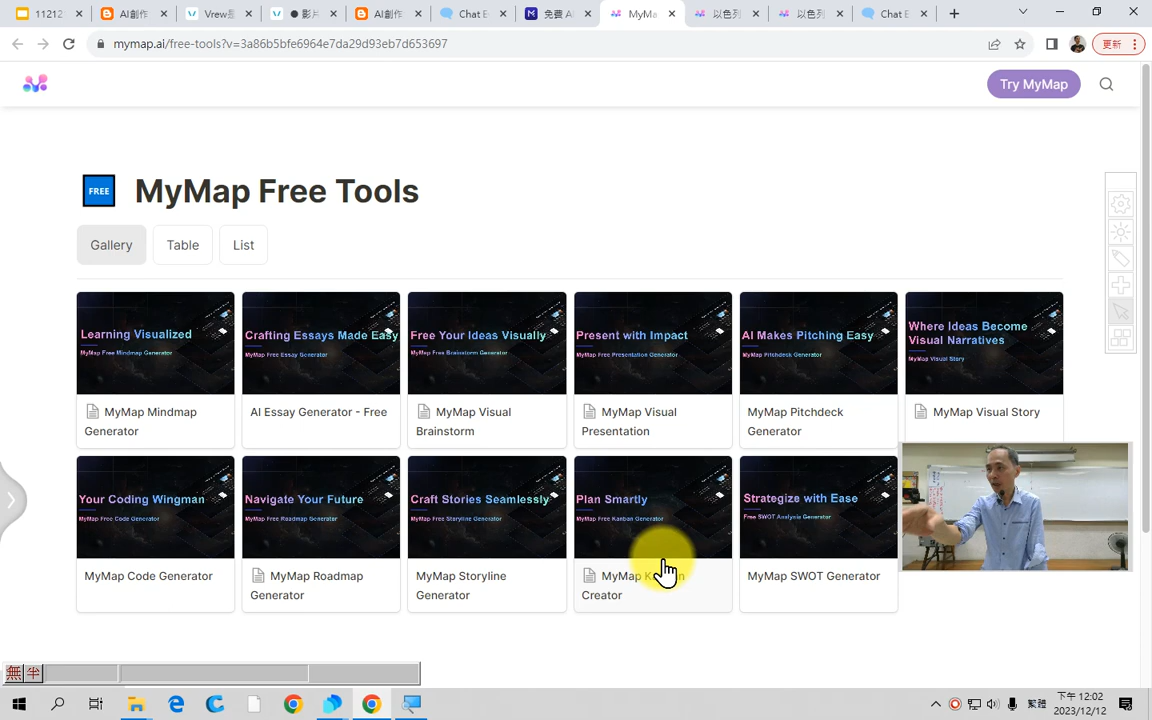 11212
AI創作
Vrew
影片
AI創作
Chat E
免費 A
MyMa
以色列
以色列
Chat E
mymap.ai/free-tools?v=3a86b5bfe6964e7da29d93eb7d653697
更新
Try MyMap
FREE
MyMap Free Tools
Gallery
Table
List
Learning Visualized
MyMap Free Mindmap Generator
Crafting Essays Made Easy
MyMap Free Essay Generator
Free Your Ideas Visually
MyMap Free Brainstorm Generator
Present with Impact
MyMap Free Presentation Generator
AI Makes Pitching Easy
MyMap Pitchdeck Generator
Where Ideas Become
Visual Narratives
MyMap Visual Story
MyMap Mindmap
Generator
AI Essay Generator - Free
MyMap Visual
Brainstorm
MyMap Visual
Presentation
MyMap Pitchdeck
Generator
MyMap Visual Story
Your Coding Wingman
MyMap Free Code Generator
Navigate Your Future
MyMap Free Roadmap Generator
Craft Stories Seamlessly
MyMap Free Storyline Generator
Plan Smartly
MyMap Free Kanban Generator
Strategize with Ease
Free SWOT Analysis Generator
MyMap Code Generator
MyMap Roadmap
Generator
MyMap Storyline
Generator
MyMap K n
Creator
MyMap SWOT Generator
無 半
繁體
下午 12:02
2023/12/12